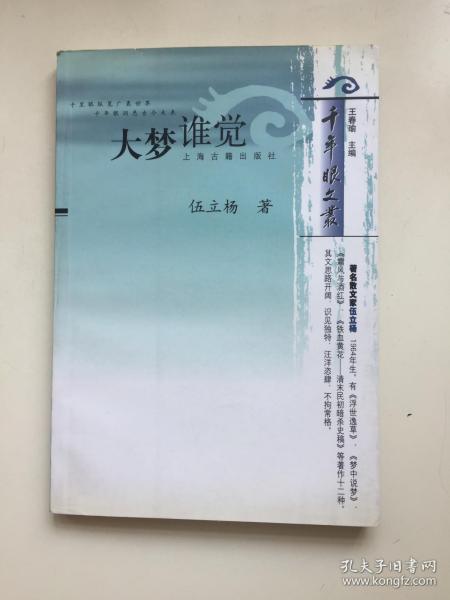 千里眼纵览广袤世界
千年眼洞悉古今未来
大梦谁觉
上海古籍出版社
伍立杨 著
王春瑜 主编
千年眼文丛
著名散文家伍立杨 1964年生,有《浮世逸草》、《梦中说梦》、
《霜风与酒红》、《铁血黄花——清末民初暗杀史稿》等著作十二种。
其文思路开阔,识见独特,汪洋恣肆,不拘常格。
孔夫子旧书网
www.kongfz.com